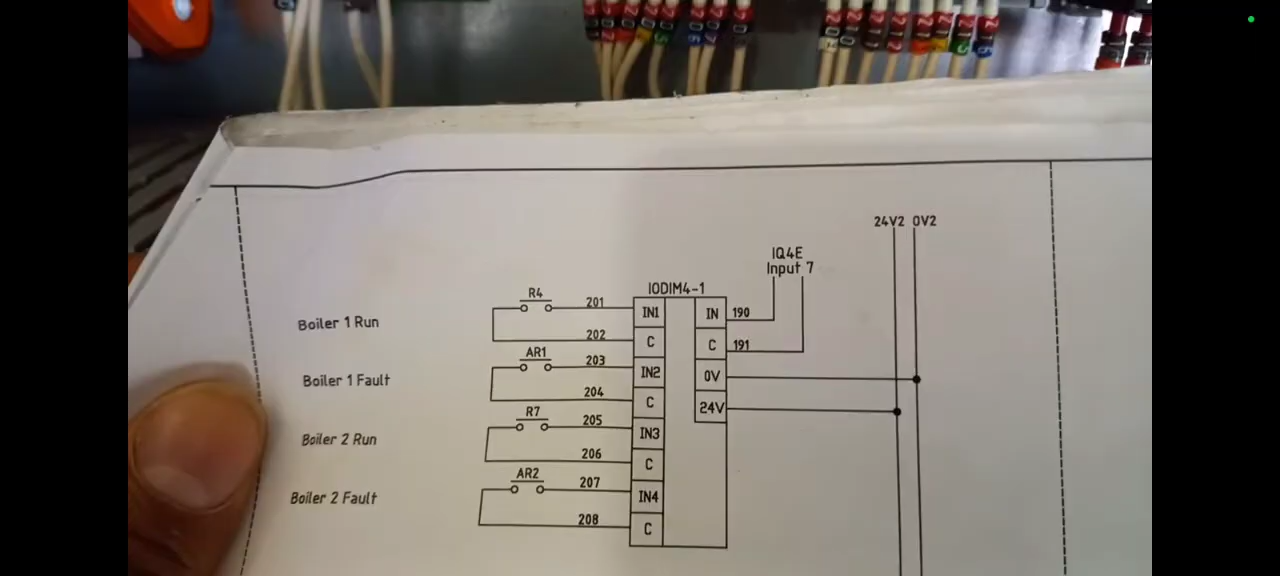 24V2 0V2
IQ4E
Input 7
IODIM4-1
R4
201
IN1
IN
190
Boiler 1 Run
202
C
C
191
AR1
203
IN2
0V
Boiler 1 Fault
204
C
24V
R7
205
IN3
Boiler 2 Run
206
C
AR2
207
IN4
Boiler 2 Fault
208
C